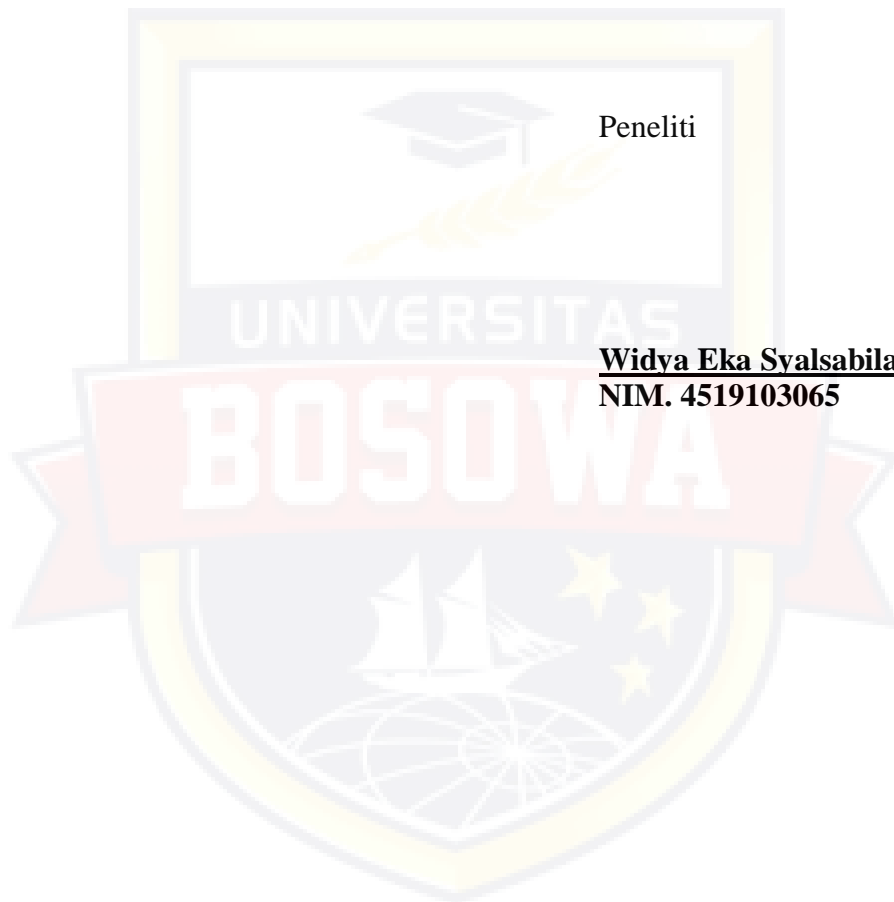 Peneliti
UNIVERSITAS
Widya Eka Syalsabila
NIM. 4519103065
BOSOWA